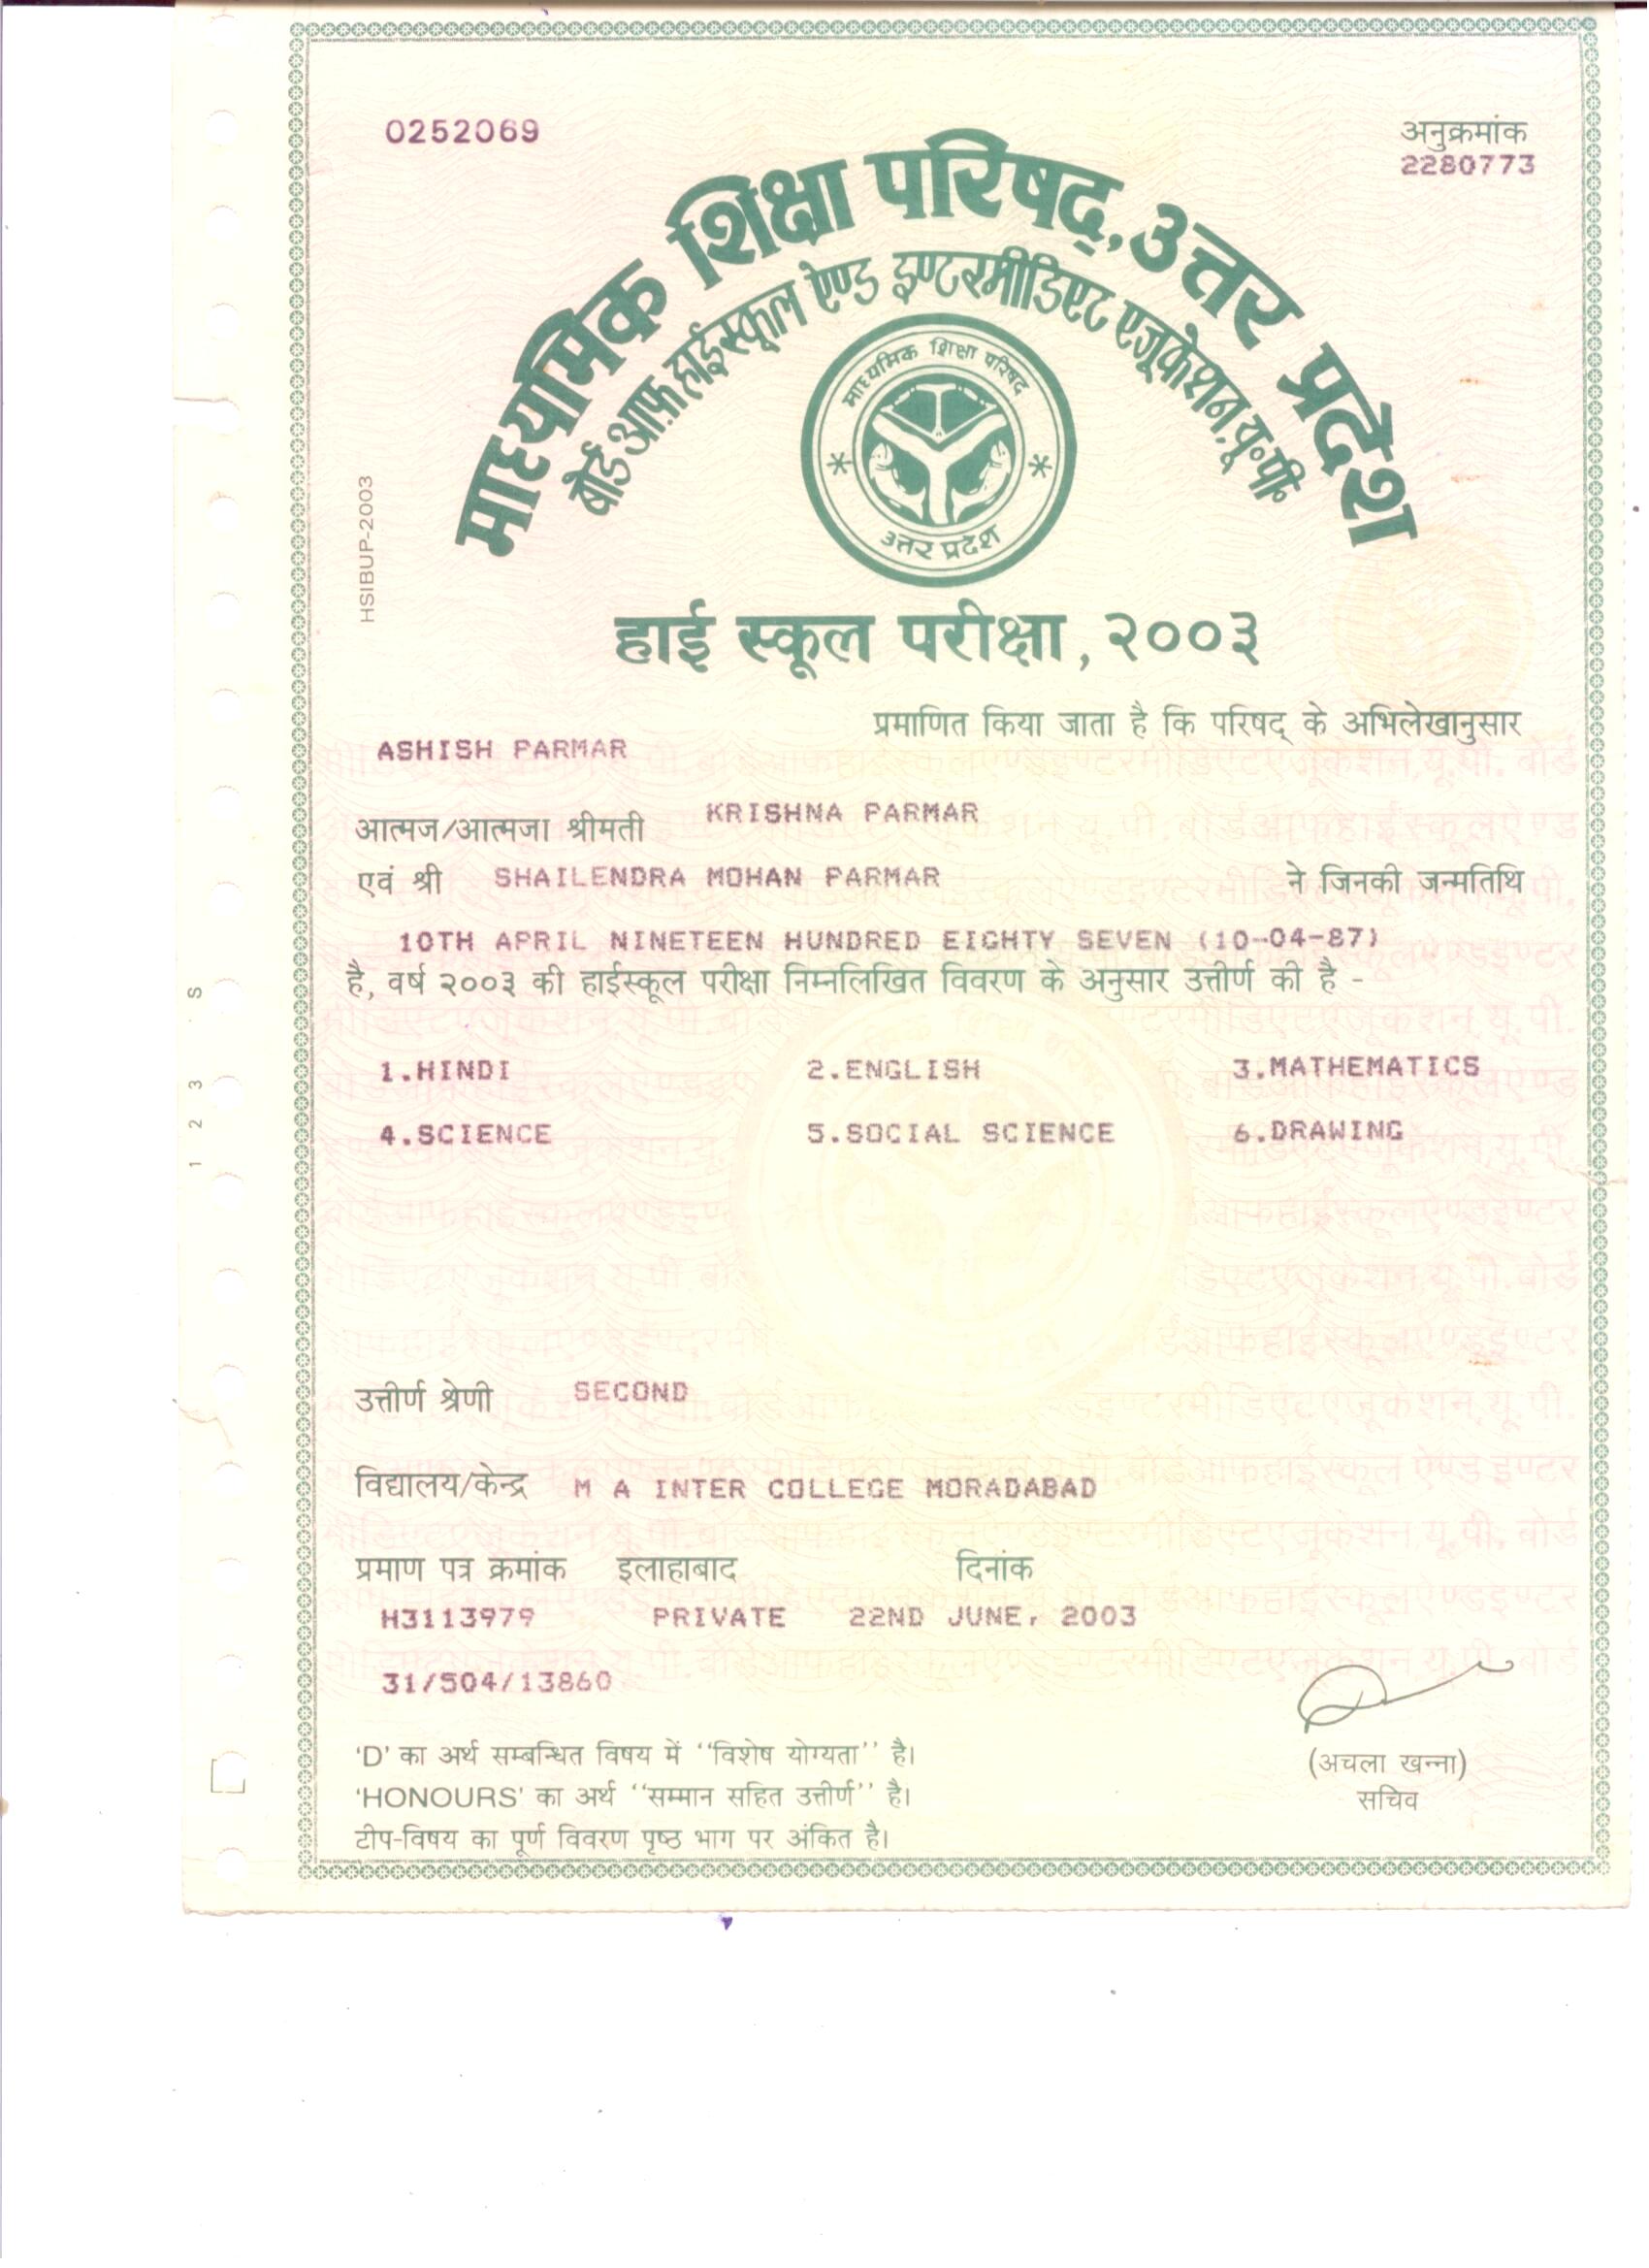 0252069
अनुक्रमांक
2280773
माध्यमिक शिक्षा परिषद्, उत्तर प्रदेश
बोर्ड आफ़ हाईस्कूल ऐण्ड इण्टरमीडिएट एजूकेशन, यू०पी०
माध्यमिक शिक्षा परिषद
उत्तर प्रदेश
HSIBUP-2003
हाई स्कूल परीक्षा, २००३
प्रमाणित किया जाता है कि परिषद् के अभिलेखानुसार
ASHISH PARMAR
आत्मज/आत्मजा श्रीमती KRISHNA PARMAR
एवं श्री SHAILENDRA MOHAN PARMAR ने जिनकी जन्मतिथि
10TH APRIL NINETEEN HUNDRED EIGHTY SEVEN (10-04-87)
है, वर्ष २००३ की हाईस्कूल परीक्षा निम्नलिखित विवरण के अनुसार उत्तीर्ण की है -
1.HINDI 2.ENGLISH 3.MATHEMATICS
4.SCIENCE 5.SOCIAL SCIENCE 6.DRAWING
1 2 3 S
उत्तीर्ण श्रेणी SECOND
विद्यालय/केन्द्र M A INTER COLLEGE MORADABAD
प्रमाण पत्र क्रमांक इलाहाबाद दिनांक
H3113979 PRIVATE 22ND JUNE, 2003
31/504/13860
'D' का अर्थ सम्बन्धित विषय में ''विशेष योग्यता'' है।
'HONOURS' का अर्थ ''सम्मान सहित उत्तीर्ण'' है।
टीप-विषय का पूर्ण विवरण पृष्ठ भाग पर अंकित है।
(अचला खन्ना)
सचिव